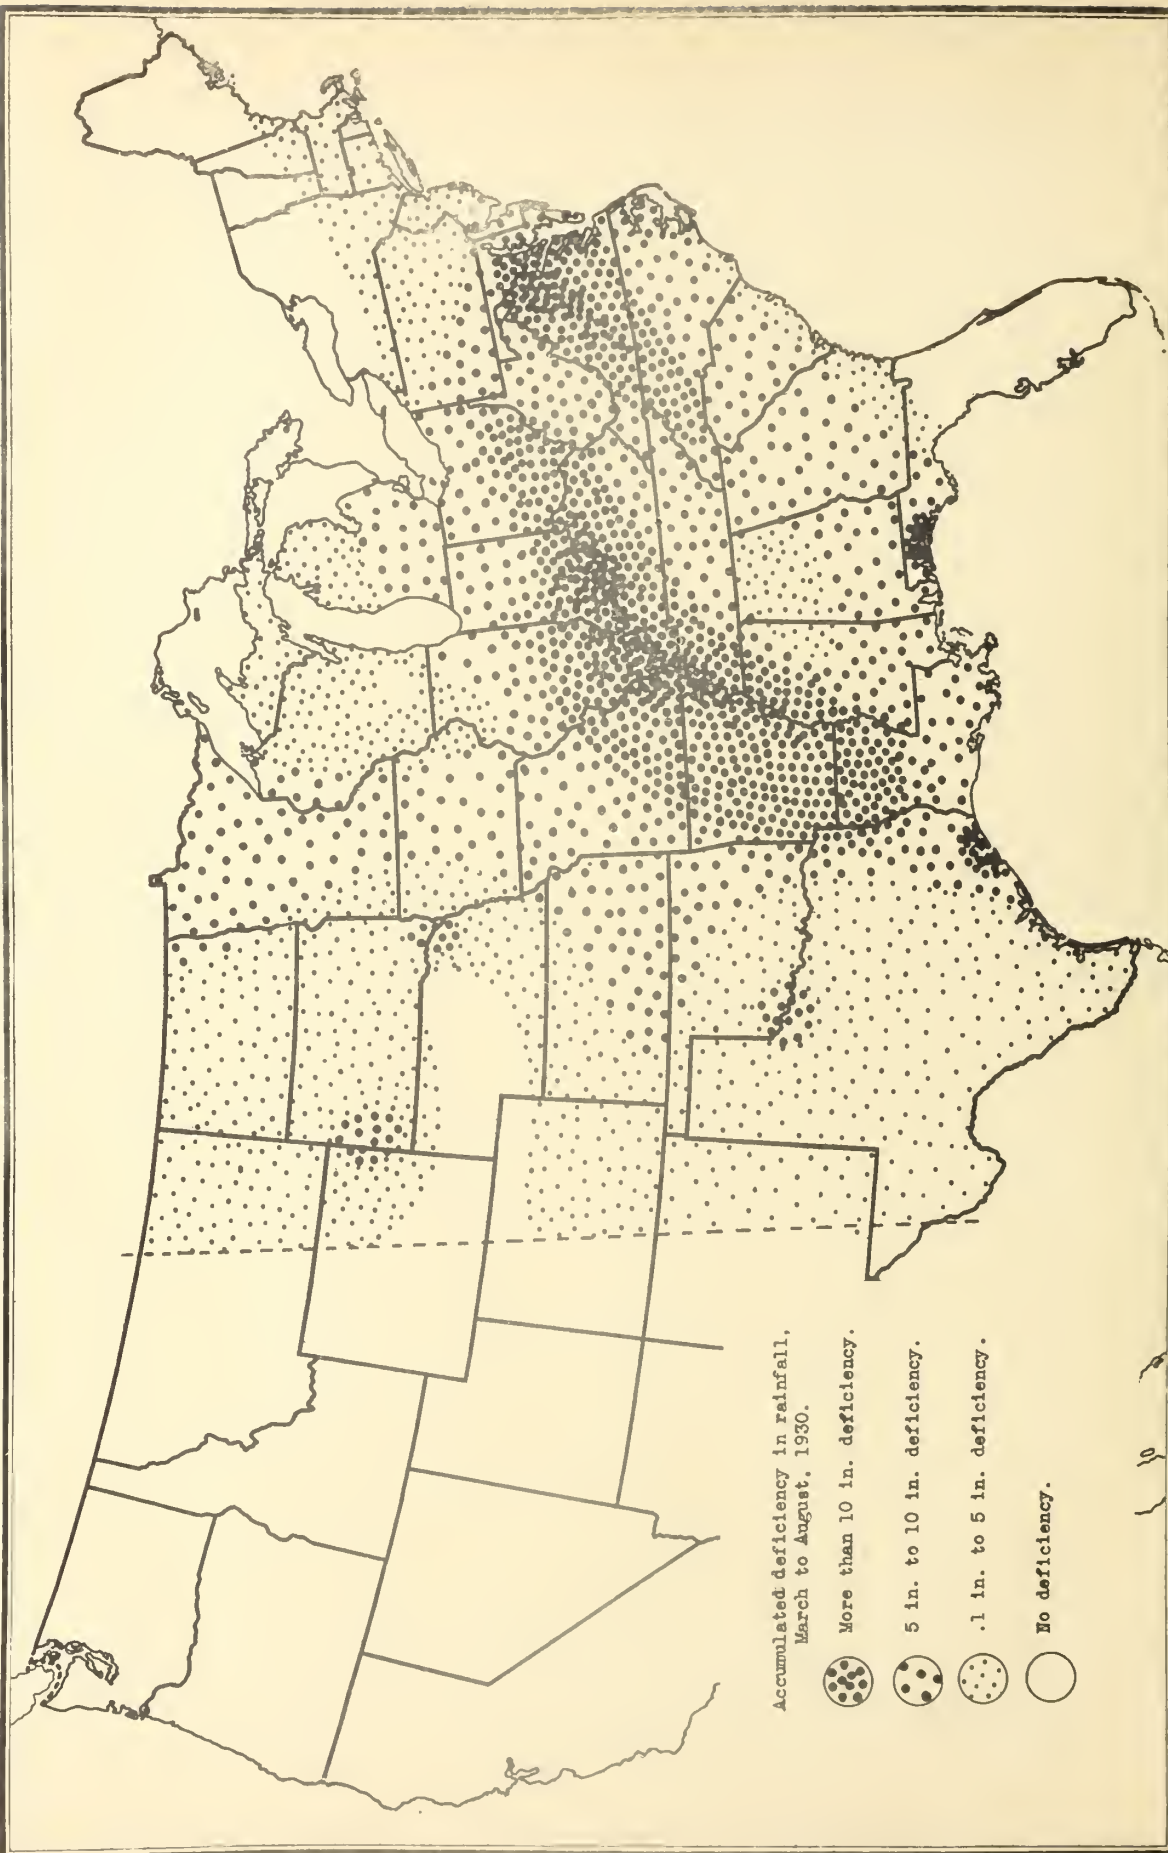 Accumulated deficiency in rainfall,
March to August, 1930.
More than 10 in. deficiency.
5 in. to 10 in. deficiency.
.1 in. to 5 in. deficiency.
No deficiency.